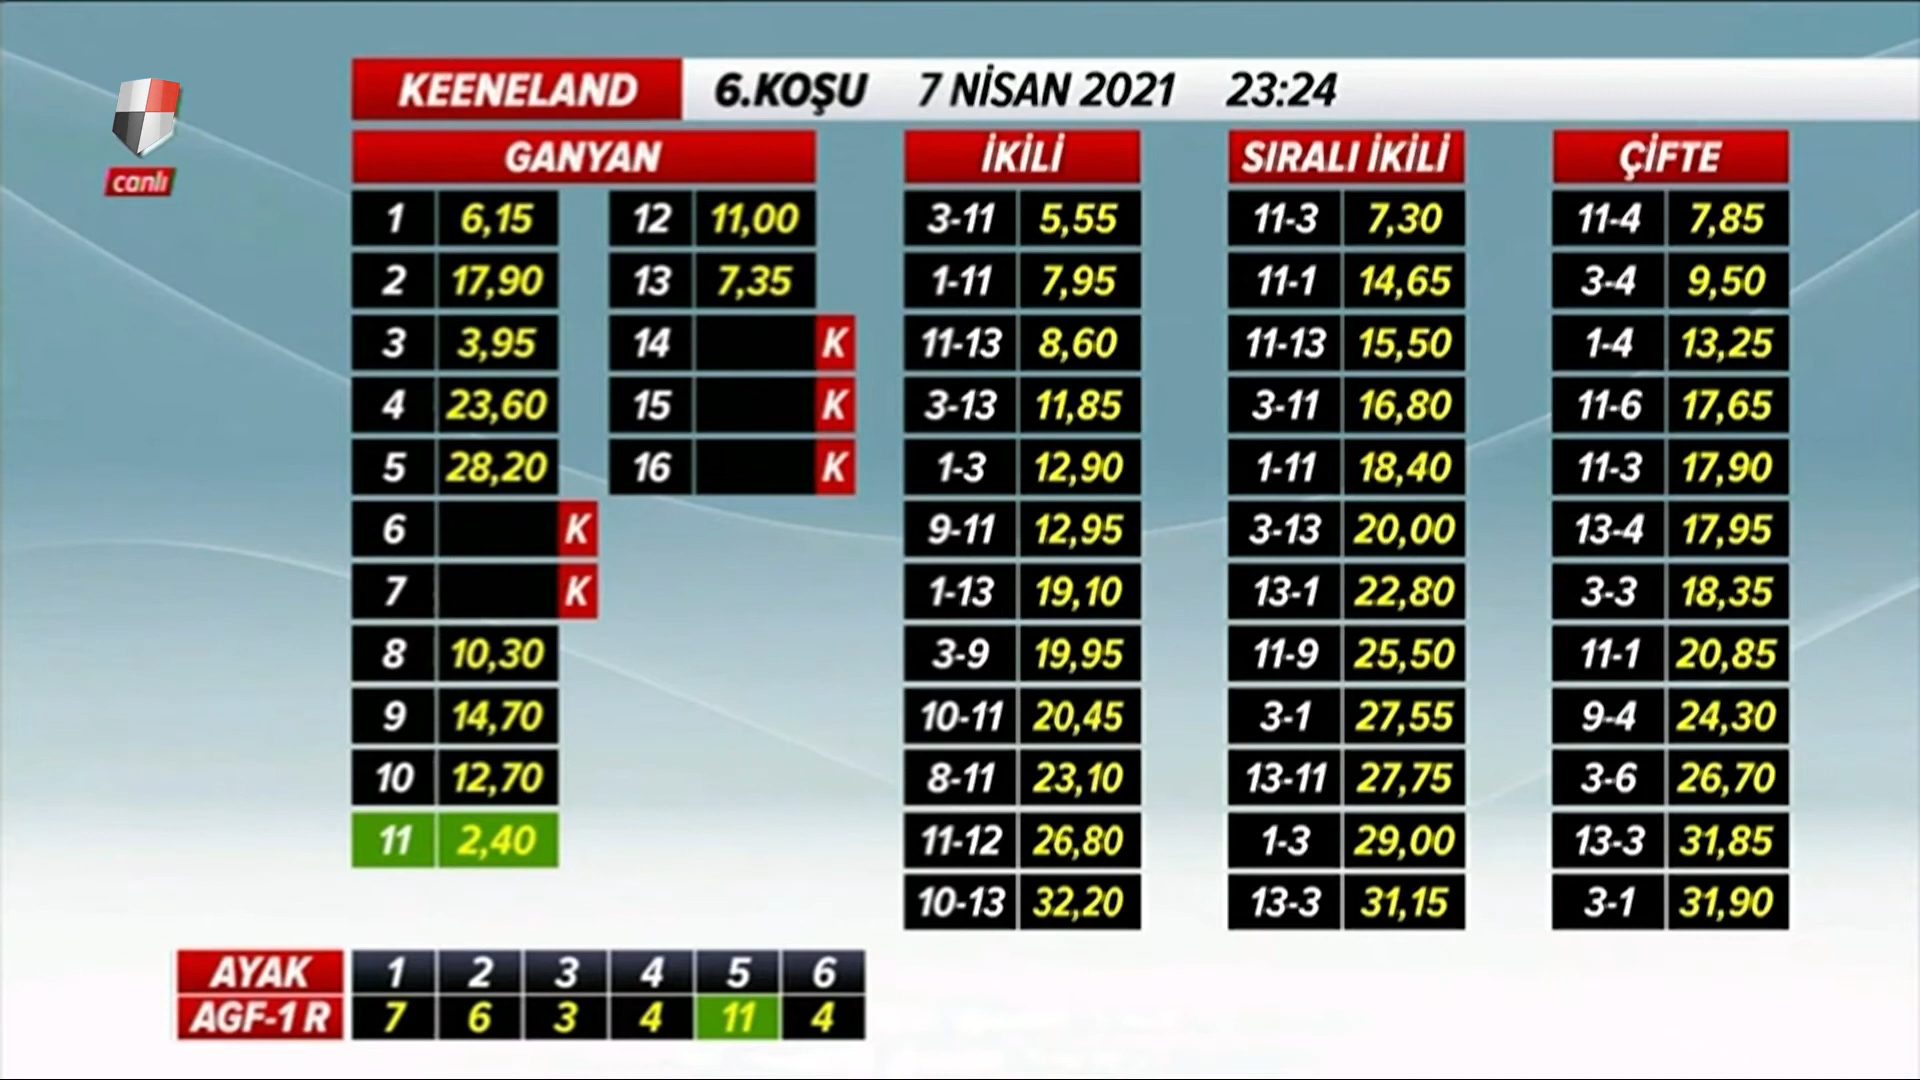 KEENELAND 6.KOŞU 7 NİSAN 2021 23:24
canlı
GANYAN İKİLİ SIRALI İKİLİ ÇİFTE
1 6,15 12 11,00 3-11 5,55 11-3 7,30 11-4 7,85
2 17,90 13 7,35 1-11 7,95 11-1 14,65 3-4 9,50
3 3,95 14 K 11-13 8,60 11-13 15,50 1-4 13,25
4 23,60 15 K 3-13 11,85 3-11 16,80 11-6 17,65
5 28,20 16 K 1-3 12,90 1-11 18,40 11-3 17,90
6 K 9-11 12,95 3-13 20,00 13-4 17,95
7 K 1-13 19,10 13-1 22,80 3-3 18,35
8 10,30 3-9 19,95 11-9 25,50 11-1 20,85
9 14,70 10-11 20,45 3-1 27,55 9-4 24,30
10 12,70 8-11 23,10 13-11 27,75 3-6 26,70
11 2,40 11-12 26,80 1-3 29,00 13-3 31,85
10-13 32,20 13-3 31,15 3-1 31,90
AYAK 1 2 3 4 5 6
AGF-1 R 7 6 3 4 11 4